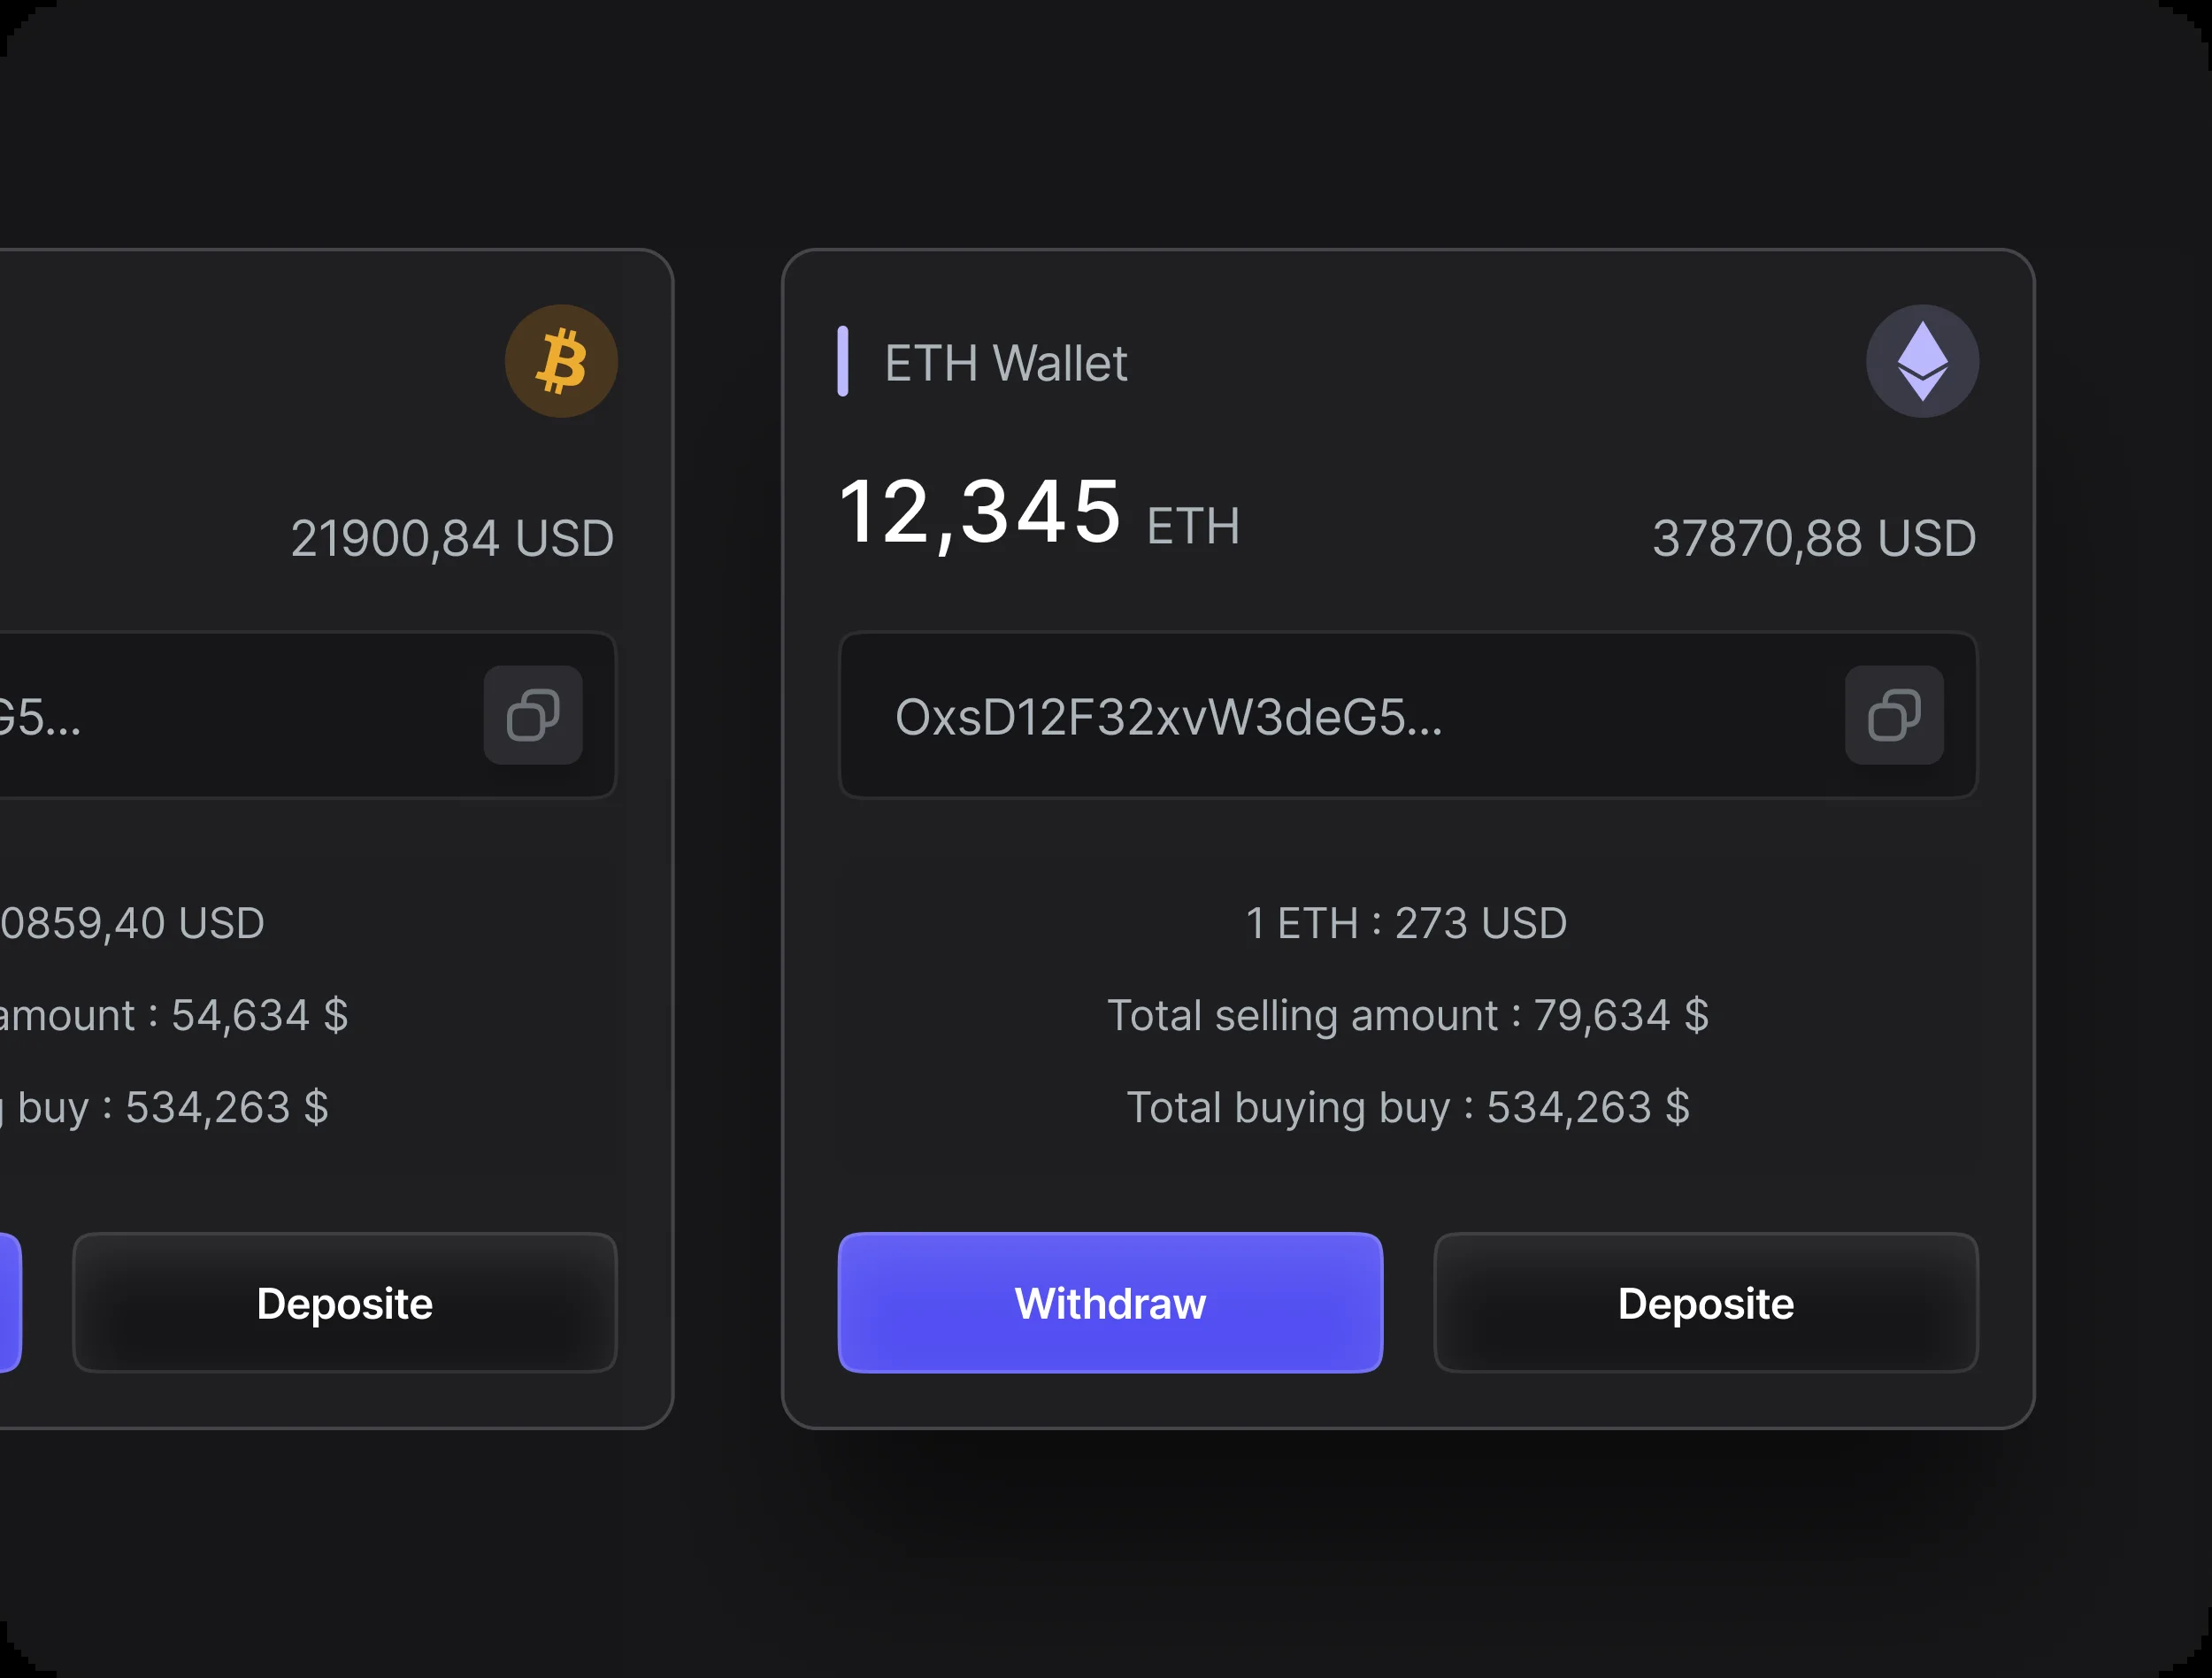 21900,84 USD
G5...
0859,40 USD
amount : 54,634 $
buy : 534,263 $
Deposite
ETH Wallet
12,345 ETH
37870,88 USD
OxsD12F32xvW3deG5...
1 ETH : 273 USD
Total selling amount : 79,634 $
Total buying buy : 534,263 $
Withdraw
Deposite